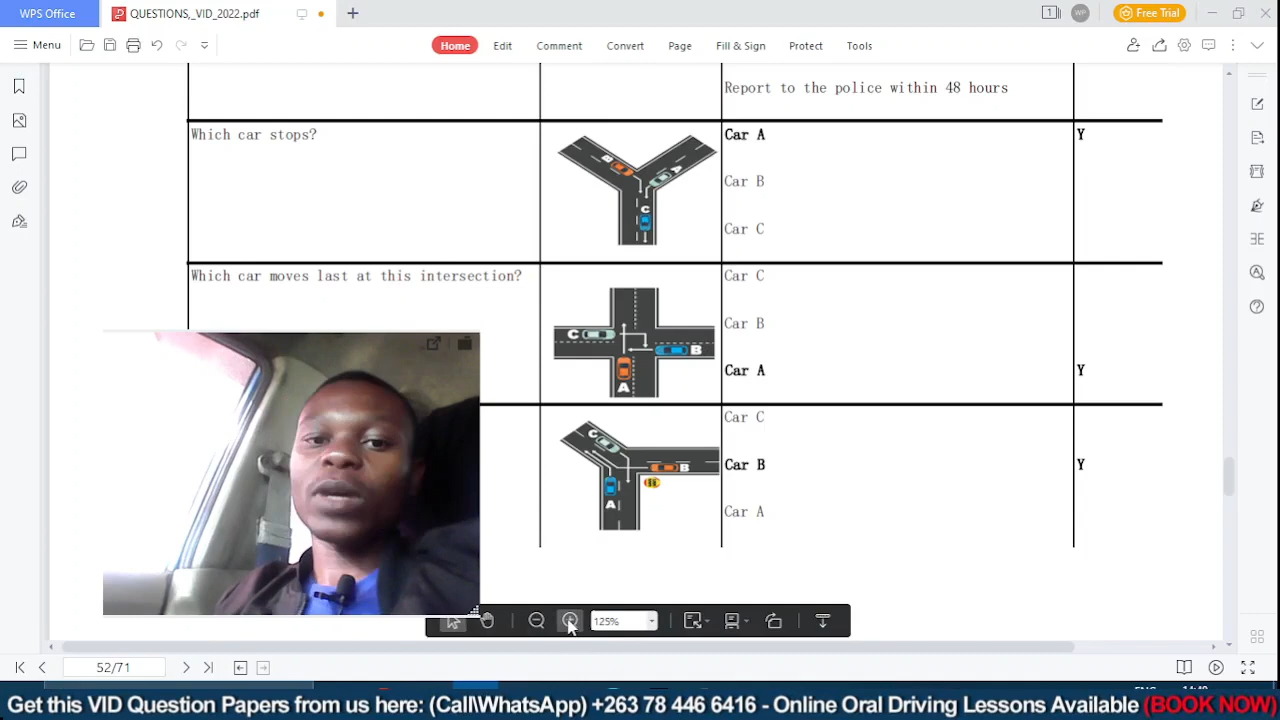 WPS Office
QUESTIONS,_VID_2022.pdf
WP
Free Trial
Menu
Home
Edit
Comment
Convert
Page
Fill & Sign
Protect
Tools
Report to the police within 48 hours
Which car stops?
B
A
C
Car A
Y
Car B
Car C
Which car moves last at this intersection?
C
B
A
Car C
Car B
Car A
Y
C
B
A
Car C
Car B
Y
Car A
125%
52/71
Get this VID Question Papers from us here: (Call\WhatsApp) +263 78 446 6416 - Online Oral Driving Lessons Available (BOOK NOW)